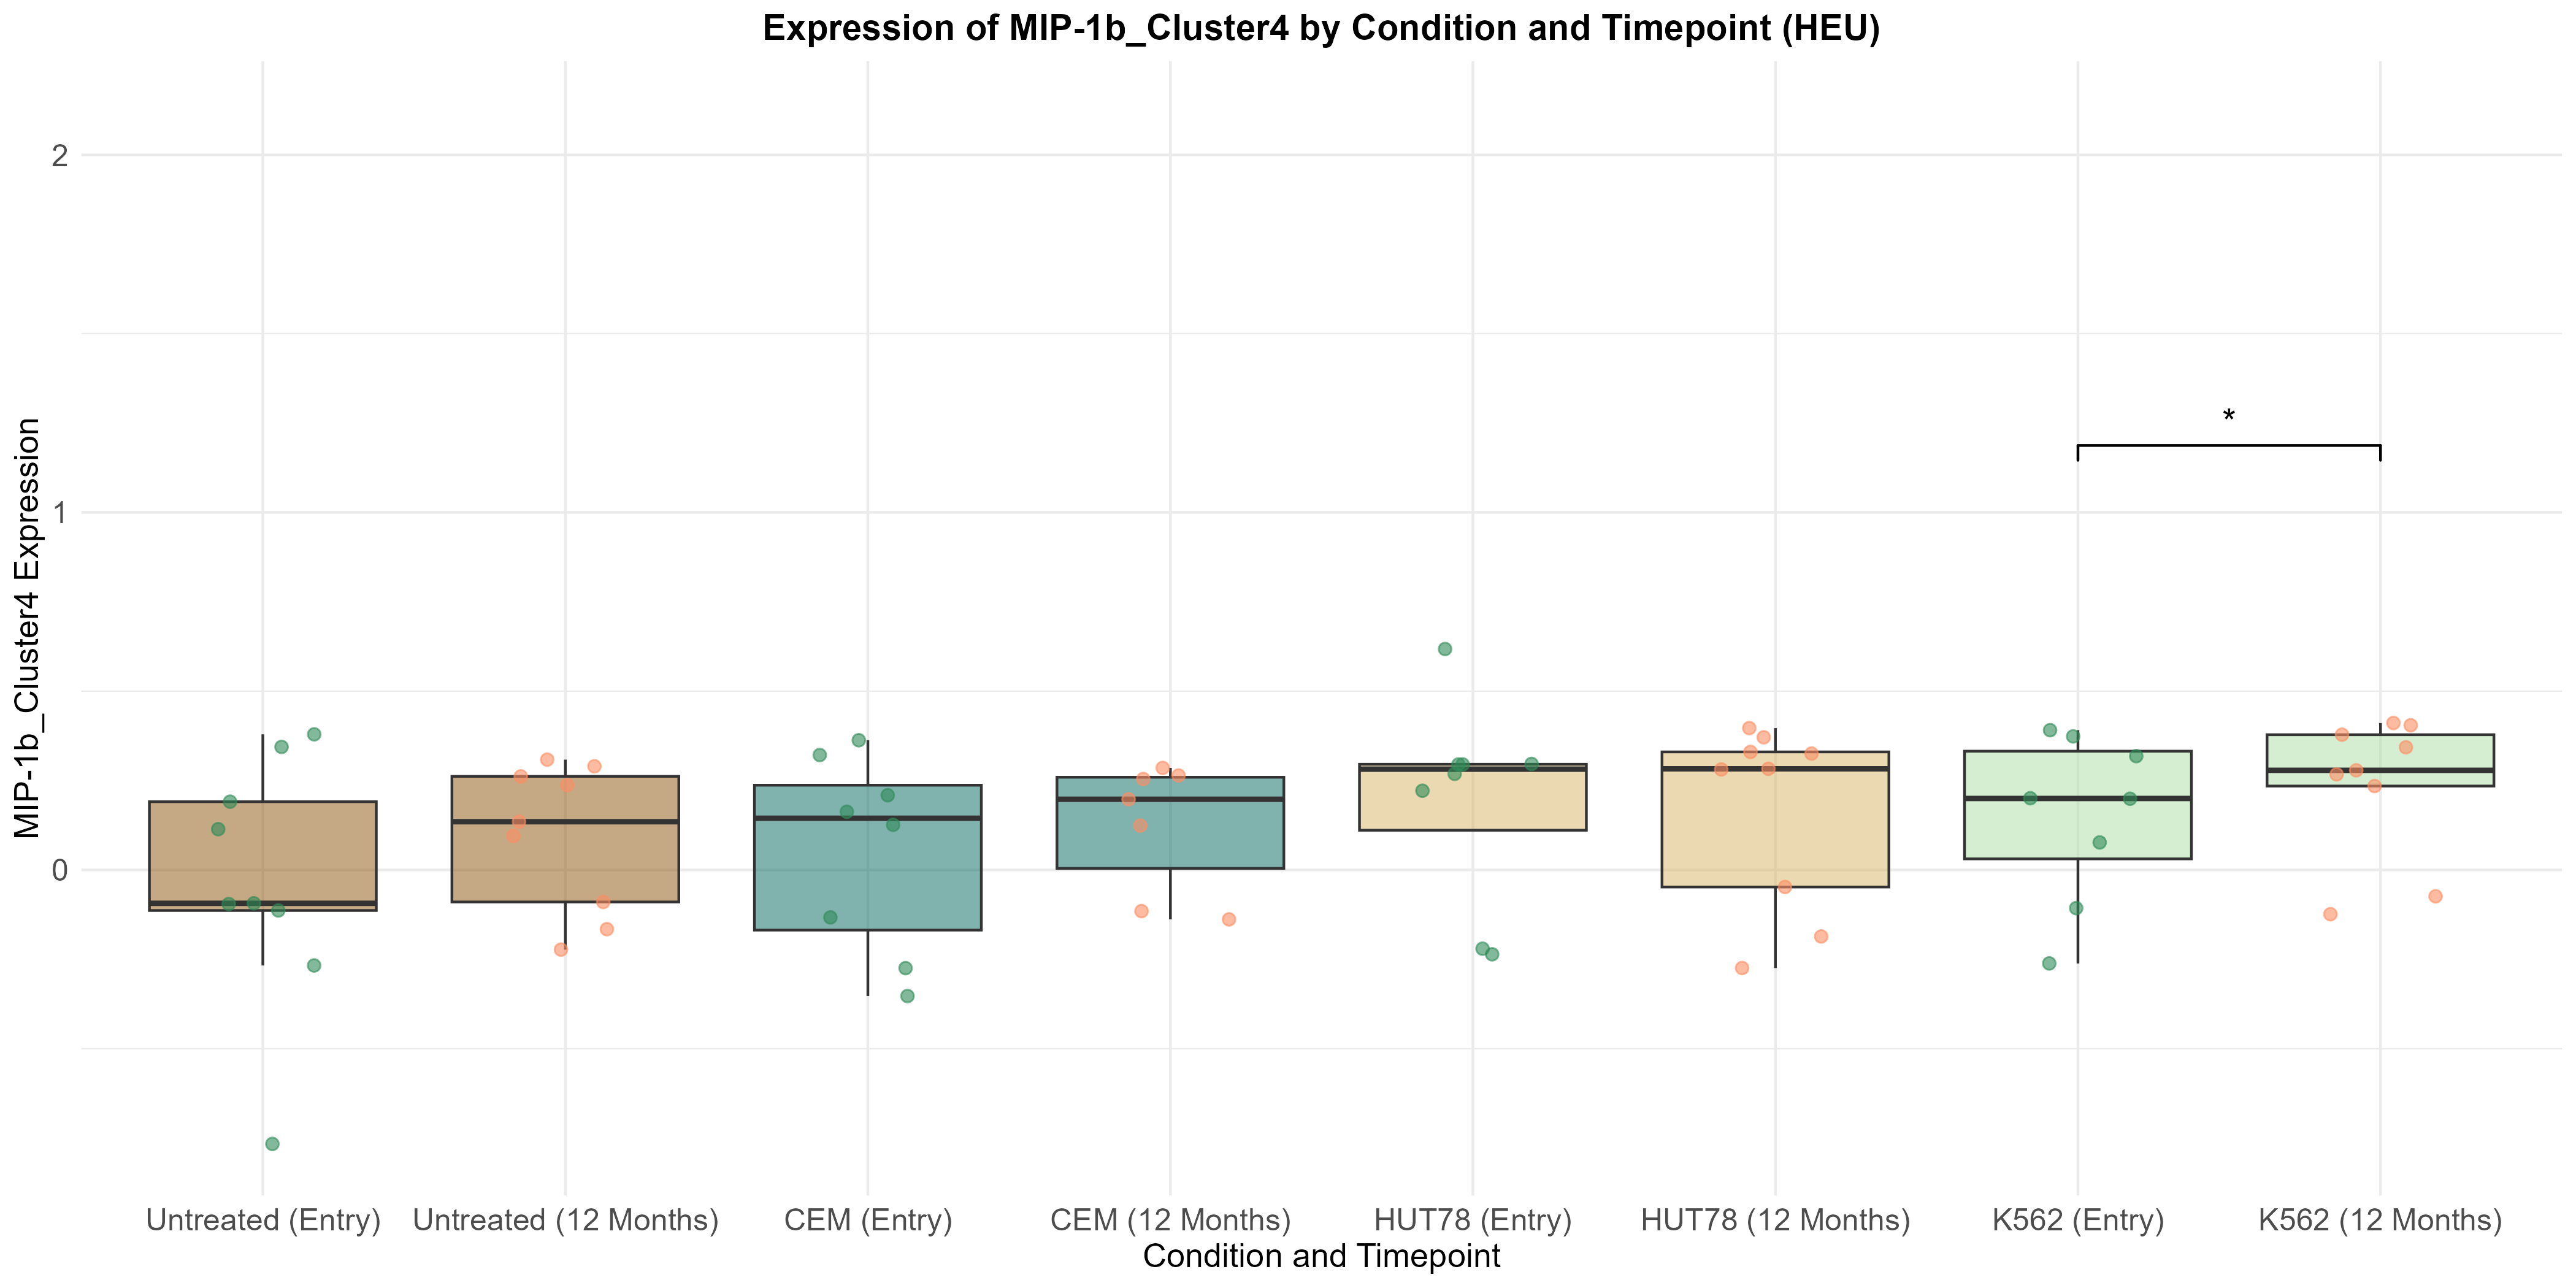 Expression of MIP-1b_Cluster4 by Condition and Timepoint (HEU)
MIP-1b_Cluster4 Expression
2
1
0
*
Untreated (Entry)
Untreated (12 Months)
CEM (Entry)
CEM (12 Months)
HUT78 (Entry)
HUT78 (12 Months)
K562 (Entry)
K562 (12 Months)
Condition and Timepoint